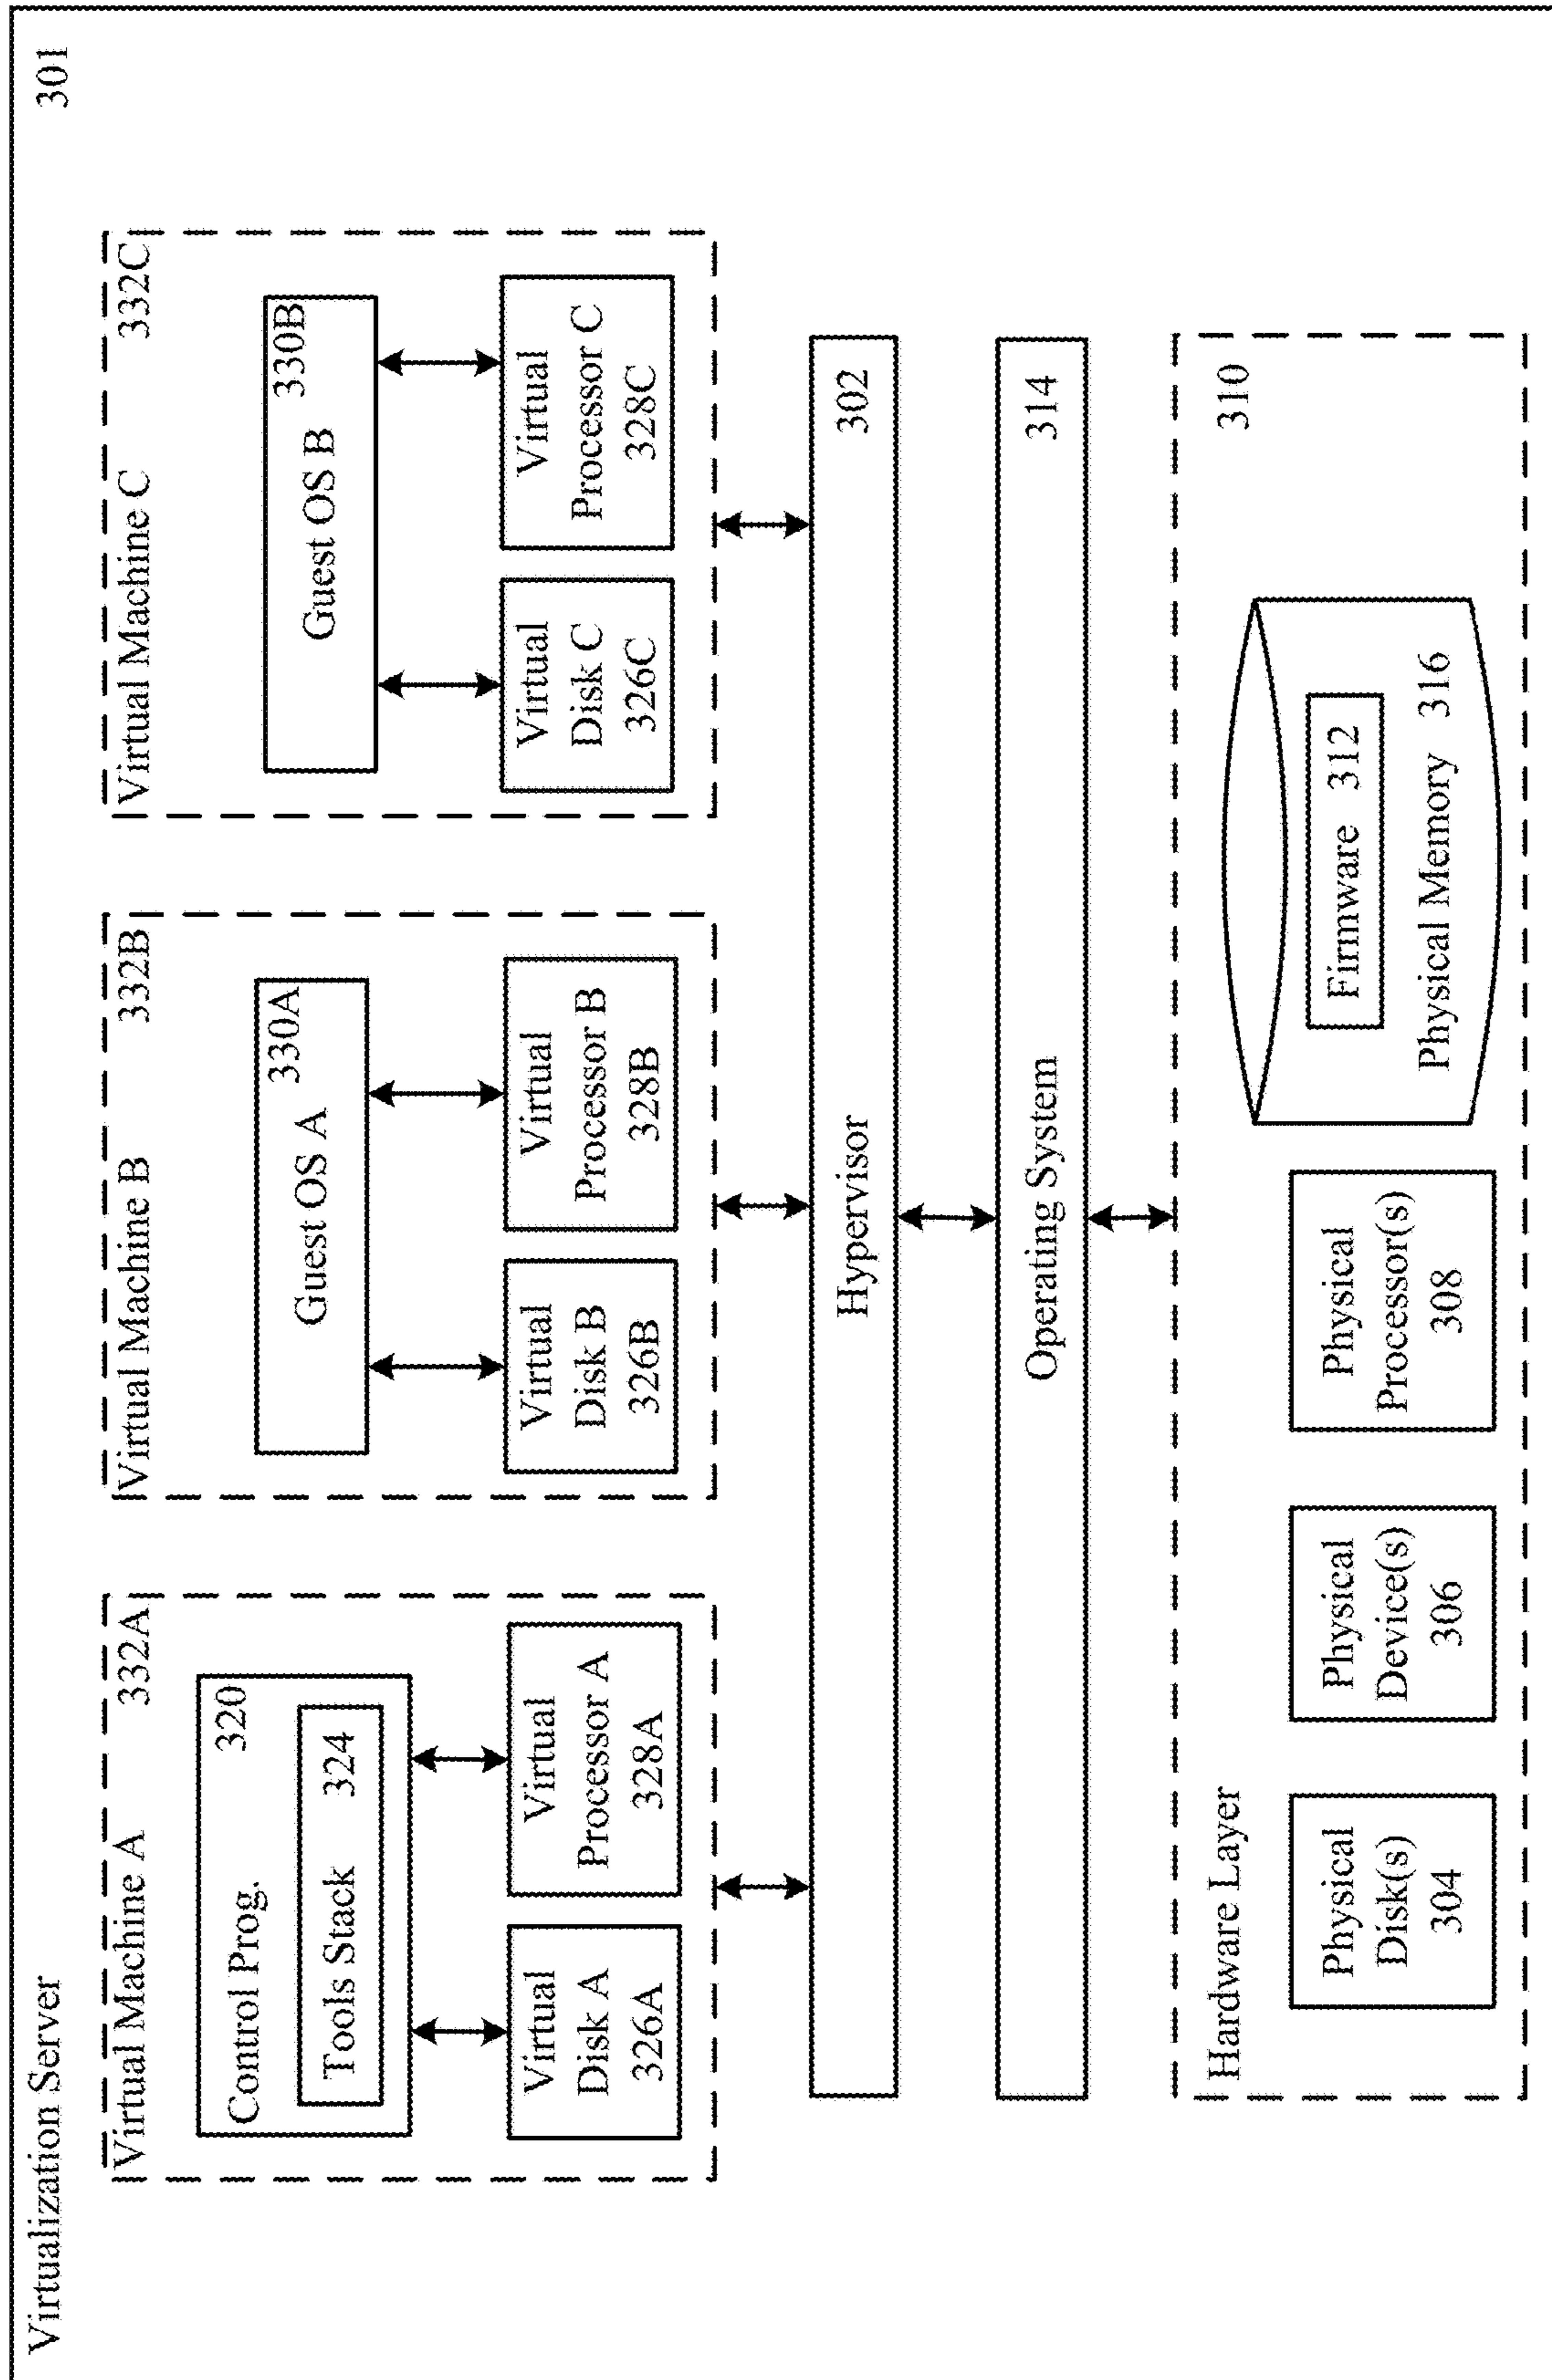 Virtualization Server
301
Virtual Machine A 332A
Control Prog. 320
Tools Stack 324
Virtual
Disk A
326A
Virtual
Processor A
328A
Virtual Machine B 332B
330A
Guest OS A
Virtual
Disk B
326B
Virtual
Processor B
328B
Virtual Machine C 332C
330B
Guest OS B
Virtual
Disk C
326C
Virtual
Processor C
328C
Hypervisor 302
Operating System 314
Hardware Layer 310
Physical
Disk(s)
304
Physical
Device(s)
306
Physical
Processor(s)
308
Firmware 312
Physical Memory 316